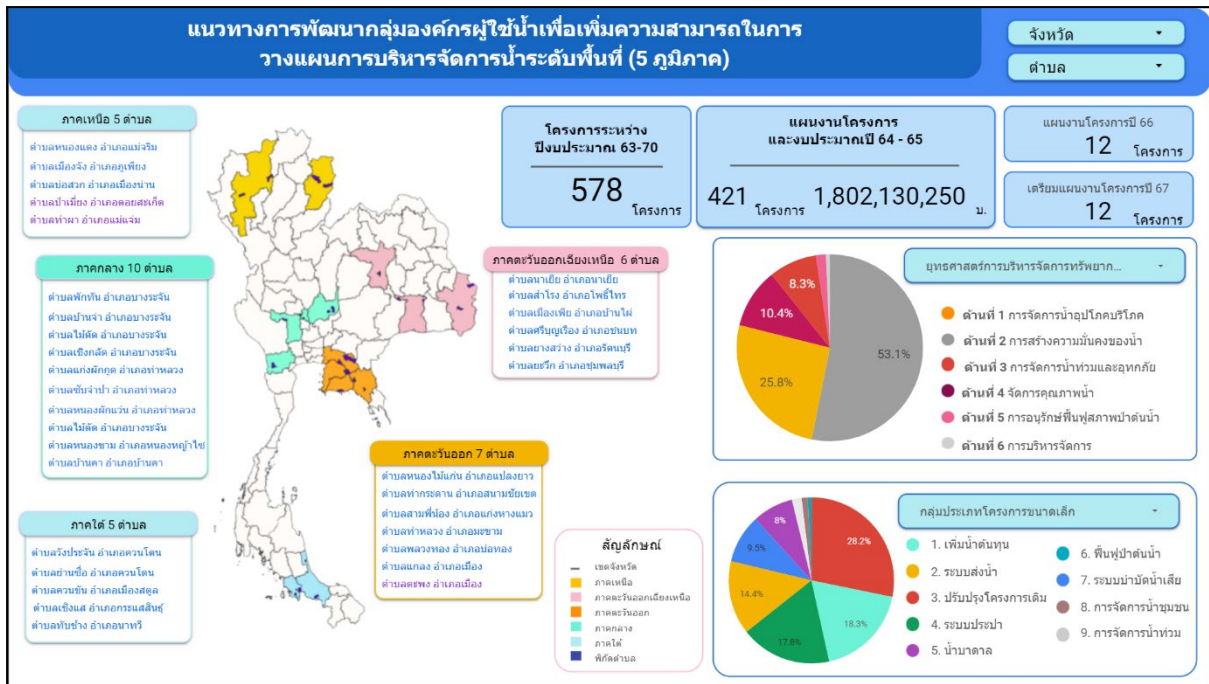 แนวทางการพัฒนากลุ่มองค์กรผู้ใช้น้ำเพื่อเพิ่มความสามารถในการ
วางแผนการบริหารจัดการน้ำระดับพื้นที่ (5 ภูมิภาค)
จังหวัด
ตำบล
ภาคเหนือ 5 ตำบล
ตำบลหนองแดง อำเภอแม่จริม
ตำบลเมืองจัง อำเภอภูเพียง
ตำบลบ่อสวก อำเภอเมืองน่าน
ตำบลป่าเมี่ยง อำเภอดอยสะเก็ด
ตำบลท่าผา อำเภอแม่แจ่ม
โครงการระหว่าง
ปีงบประมาณ 63-70
578 โครงการ
แผนงานโครงการ
และงบประมาณปี 64 - 65
421 โครงการ 1,802,130,250 บ.
แผนงานโครงการปี 66
12 โครงการ
เตรียมแผนงานโครงการปี 67
12 โครงการ
ภาคกลาง 10 ตำบล
ตำบลพักทัน อำเภอบางระจัน
ตำบลบ้านจ่า อำเภอบางระจัน
ตำบลไม้ดัด อำเภอบางระจัน
ตำบลเชิงกลัด อำเภอบางระจัน
ตำบลแก่งผักกูด อำเภอท่าหลวง
ตำบลซับจำปา อำเภอท่าหลวง
ตำบลหนองผักแว่น อำเภอท่าหลวง
ตำบลไม้ดัด อำเภอบางระจัน
ตำบลหนองขาม อำเภอหนองหญ้าไซ
ตำบลบ้านคา อำเภอบ้านคา
ภาคตะวันออกเฉียงเหนือ 6 ตำบล
ตำบลนาเยีย อำเภอนาเยีย
ตำบลสำโรง อำเภอโพธิ์ไทร
ตำบลเมืองเพีย อำเภอบ้านไผ่
ตำบลศรีบุญเรือง อำเภอชนบท
ตำบลยางสว่าง อำเภอรัตนบุรี
ตำบลยะวึก อำเภอชุมพลบุรี
ภาคตะวันออก 7 ตำบล
ตำบลหนองไม้แก่น อำเภอแปลงยาว
ตำบลท่ากระดาน อำเภอสนามชัยเขต
ตำบลสามพี่น้อง อำเภอแก่งหางแมว
ตำบลท่าหลวง อำเภอมะขาม
ตำบลพลวงทอง อำเภอบ่อทอง
ตำบลแกลง อำเภอเมือง
ตำบลตะพง อำเภอเมือง
ภาคใต้ 5 ตำบล
ตำบลวังประจัน อำเภอควนโดน
ตำบลย่านซื่อ อำเภอควนโดน
ตำบลควนขัน อำเภอเมืองสตูล
ตำบลเชิงแส อำเภอกระแสสินธุ์
ตำบลทับช้าง อำเภอนาทวี
สัญลักษณ์
เขตจังหวัด
ภาคเหนือ
ภาคตะวันออกเฉียงเหนือ
ภาคตะวันออก
ภาคกลาง
ภาคใต้
พิกัดตำบล
ยุทธศาสตร์การบริหารจัดการทรัพยาก...
8.3%
10.4%
25.8%
53.1%
ด้านที่ 1 การจัดการน้ำอุปโภคบริโภค
ด้านที่ 2 การสร้างความมั่นคงของน้ำ
ด้านที่ 3 การจัดการน้ำท่วมและอุทกภัย
ด้านที่ 4 จัดการคุณภาพน้ำ
ด้านที่ 5 การอนุรักษ์ฟื้นฟูสภาพป่าต้นน้ำ
ด้านที่ 6 การบริหารจัดการ
กลุ่มประเภทโครงการขนาดเล็ก
8%
9.5%
14.4%
17.8%
18.3%
28.2%
1. เพิ่มน้ำต้นทุน
2. ระบบส่งน้ำ
3. ปรับปรุงโครงการเดิม
4. ระบบประปา
5. น้ำบาดาล
6. ฟื้นฟูป่าต้นน้ำ
7. ระบบบำบัดน้ำเสีย
8. การจัดการน้ำชุมชน
9. การจัดการน้ำท่วม